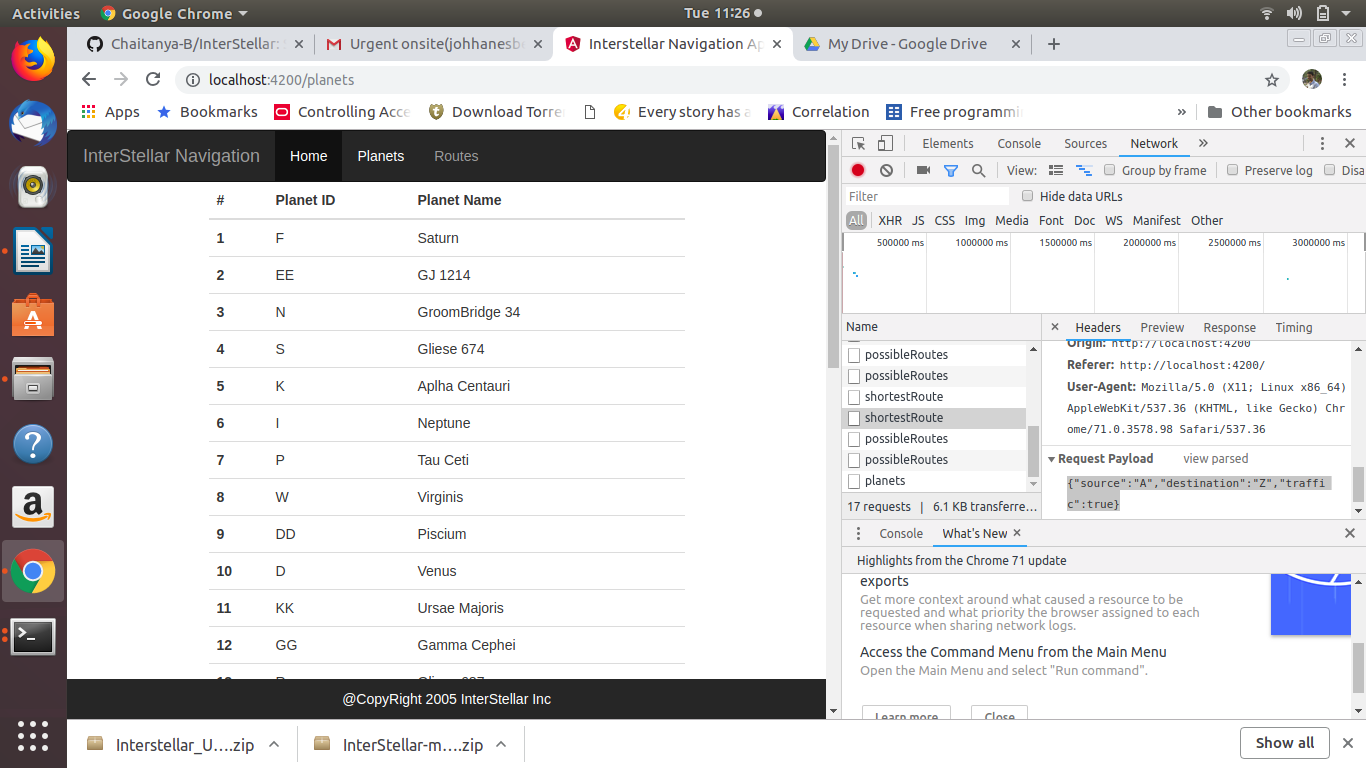 Activities Google Chrome Tue 11:26
Chaitanya-B/InterStellar: Urgent onsite(johhanesb Interstellar Navigation Ap My Drive - Google Drive
localhost:4200/planets
Apps Bookmarks Controlling Acce Download Torre Every story has a Correlation Free programmi » Other bookmarks
InterStellar Navigation Home Planets Routes
# Planet ID Planet Name
1 F Saturn
2 EE GJ 1214
3 N GroomBridge 34
4 S Gliese 674
5 K Aplha Centauri
6 I Neptune
7 P Tau Ceti
8 W Virginis
9 DD Piscium
10 D Venus
11 KK Ursae Majoris
12 GG Gamma Cephei
@CopyRight 2005 InterStellar Inc
Elements Console Sources Network »
View: Group by frame Preserve log Disa
Filter Hide data URLs
All XHR JS CSS Img Media Font Doc WS Manifest Other
500000 ms 1000000 ms 1500000 ms 2000000 ms 2500000 ms 3000000 ms
Name
possibleRoutes
possibleRoutes
shortestRoute
shortestRoute
possibleRoutes
possibleRoutes
planets
17 requests | 6.1 KB transferre...
Headers Preview Response Timing
Origin: http://localhost:4200
Referer: http://localhost:4200/
User-Agent: Mozilla/5.0 (X11; Linux x86_64)
AppleWebKit/537.36 (KHTML, like Gecko) Chr
ome/71.0.3578.98 Safari/537.36
Request Payload view parsed
{"source":"A","destination":"Z","traffi
c":true}
Console What's New
Highlights from the Chrome 71 update
exports
Get more context around what caused a resource to be
requested and what priority the browser assigned to each
resource when sharing network logs.
Access the Command Menu from the Main Menu
Open the Main Menu and select "Run command".
Learn more Close
Interstellar_U....zip InterStellar-m....zip Show all